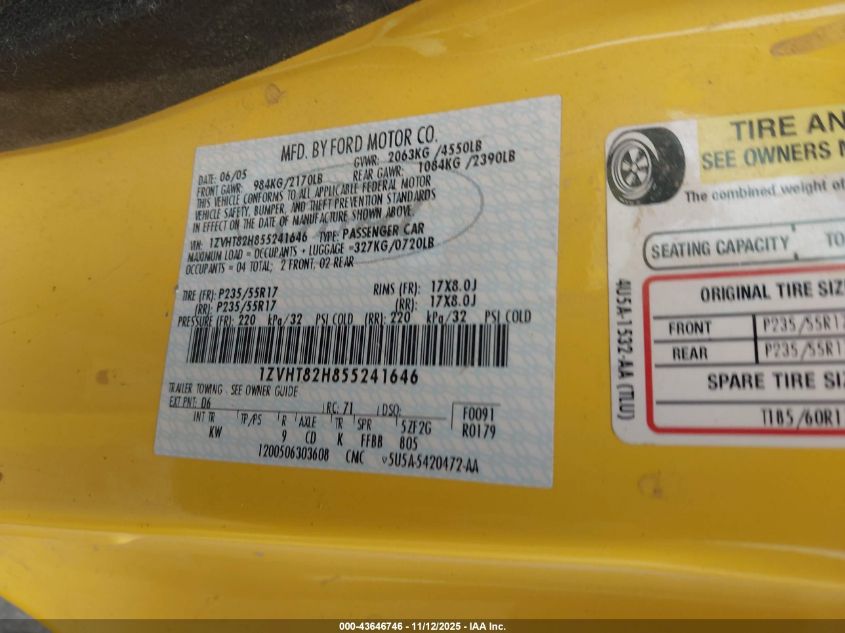 MFD. BY FORD MOTOR CO.
DATE: 06/05 GVWR: 2063KG /4550LB
FRONT GAWR: 984KG/2170LB REAR GAWR: 1084KG /2390LB
THIS VEHICLE CONFORMS TO ALL APPLICABLE FEDERAL MOTOR
VEHICLE SAFETY, BUMPER, AND THEFT PREVENTION STANDARDS
IN EFFECT ON THE DATE OF MANUFACTURE SHOWN ABOVE.
VIN: 1ZVHT82H855241646 TYPE: PASSENGER CAR
MAXIMUM LOAD = OCCUPANTS + LUGGAGE =327KG/0720LB
OCCUPANTS = 04 TOTAL; 2 FRONT, 02 REAR
TIRE (FR): P235/55R17 RIMS (FR): 17X8.0J
(RR): P235/55R17 (RR): 17X8.0J
PRESSURE (FR): 220 kPa/32 PSI COLD (RR): 220 kPa/32 PSI COLD
1ZVHT82H855241646
TRAILER TOWING - SEE OWNER GUIDE
EXT PNT: D6 RC: 71 DSO: F0091
INT TR TP/PS R AXLE TR SPR 5ZF2G R0179
KW 9 CD K FFBB 805
1200506303608 CMC 5U5A-5420472-AA
TIRE AN
SEE OWNERS
The combined weight of
SEATING CAPACITY TO
ORIGINAL TIRE SIZ
FRONT P235/55R1
REAR P235/55R1
SPARE TIRE SI
T185/60R1
4U5A-1532-AA (TLU)
000-43646746 - 11/12/2025 - IAA Inc.